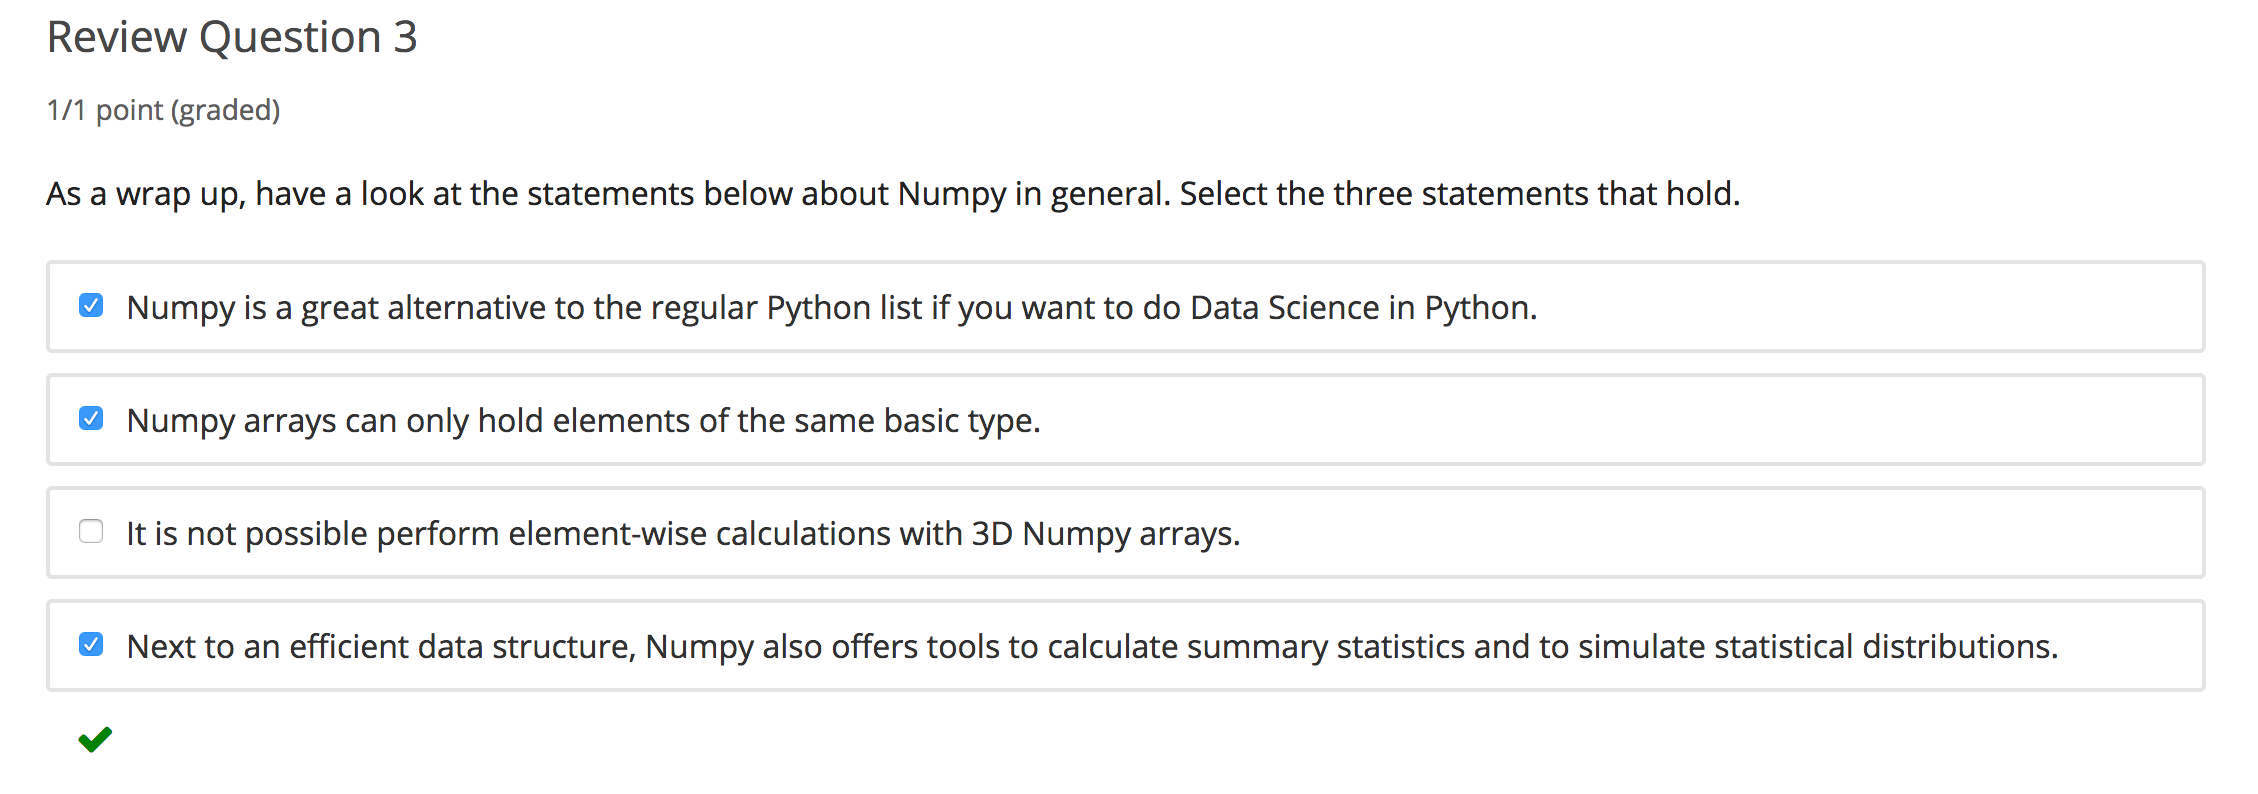 Review Question 3
1/1 point (graded)
As a wrap up, have a look at the statements below about Numpy in general. Select the three statements that hold.
Numpy is a great alternative to the regular Python list if you want to do Data Science in Python.
Numpy arrays can only hold elements of the same basic type.
It is not possible perform element-wise calculations with 3D Numpy arrays.
Next to an efficient data structure, Numpy also offers tools to calculate summary statistics and to simulate statistical distributions.